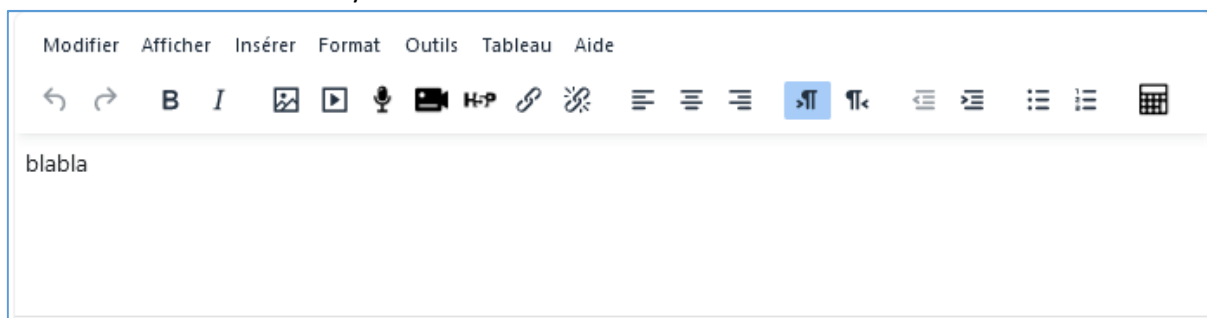 Modifier Afficher Insérer Format Outils Tableau Aide
B I H-P
blabla